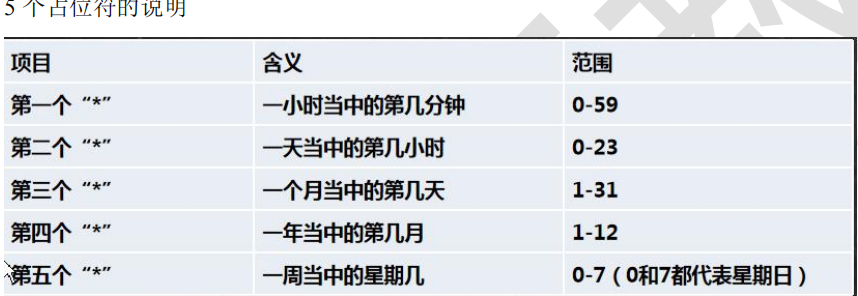 5 个占位符的说明
项目 含义 范围
第一个 “*” 一小时当中的第几分钟 0-59
第二个 “*” 一天当中的第几小时 0-23
第三个 “*” 一个月当中的第几天 1-31
第四个 “*” 一年当中的第几月 1-12
第五个 “*” 一周当中的星期几 0-7（0和7都代表星期日）